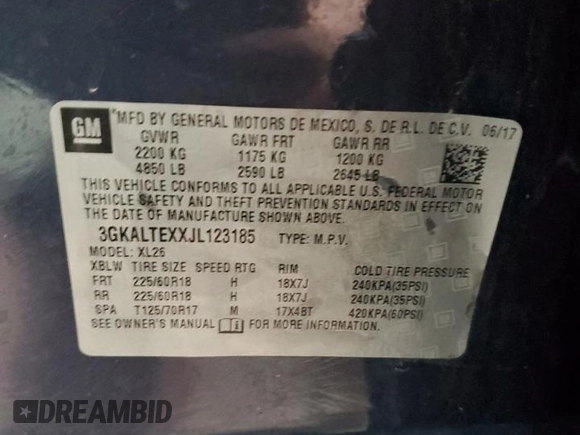 GM
*MFD BY GENERAL MOTORS DE MEXICO, S. DE R.L. DE C.V. 06/17
GVWR GAWR FRT GAWR RR
2200 KG 1175 KG 1200 KG
4850 LB 2590 LB 2645 LB
THIS VEHICLE CONFORMS TO ALL APPLICABLE U.S. FEDERAL MOTOR
VEHICLE SAFETY AND THEFT PREVENTION STANDARDS IN EFFECT ON THE
DATE OF MANUFACTURE SHOWN ABOVE.
3GKALTEXXJL123185 TYPE: M.P.V.
MODEL: XL26
XBLW TIRE SIZE SPEED RTG RIM COLD TIRE PRESSURE
FRT 225/60R18 H 18X7J 240KPA(35PSI)
RR 225/60R18 H 18X7J 240KPA(35PSI)
SPA T125/70R17 M 17X4BT 420KPA(60PSI)
SEE OWNER'S MANUAL FOR MORE INFORMATION.
DREAMBID